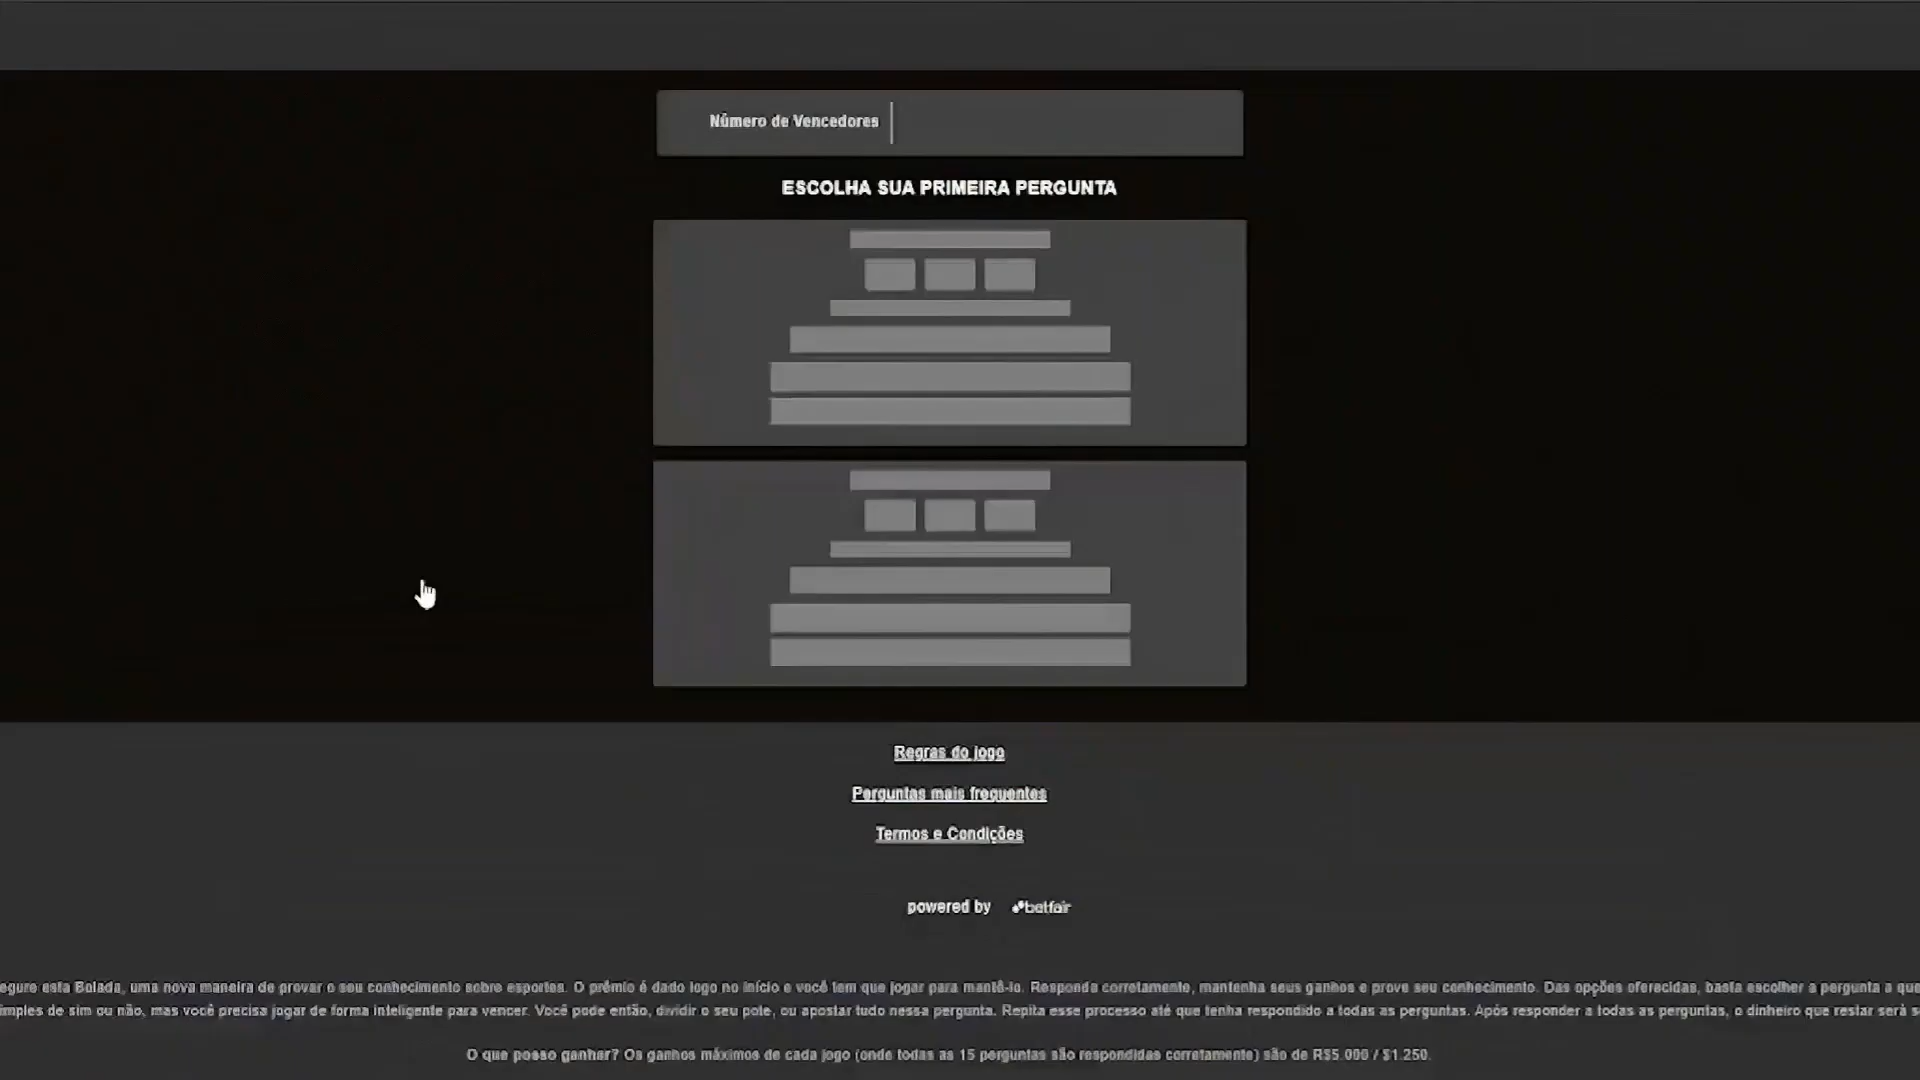 Número de Vencedores
ESCOLHA SUA PRIMEIRA PERGUNTA
Regras do jogo
Perguntas mais frequentes
Termos e Condições
powered by betfair
egure esta Bolada, uma nova maneira de provar o seu conhecimento sobre esportes. O prêmio é dado logo no início e você tem que jogar para mantê-lo. Responda corretamente, mantenha seus ganhos e prove seu conhecimento. Das opções oferecidas, basta escolher a pergunta a que
imples de sim ou não, mas você precisa jogar de forma inteligente para vencer. Você pode então, dividir o seu pote, ou apostar tudo nessa pergunta. Repita esse processo até que tenha respondido a todas as perguntas. Após responder a todas as perguntas, o dinheiro que restar será s
O que posso ganhar? Os ganhos máximos de cada jogo (onde todas as 15 perguntas são respondidas corretamente) são de R$5.000 / $1.250.